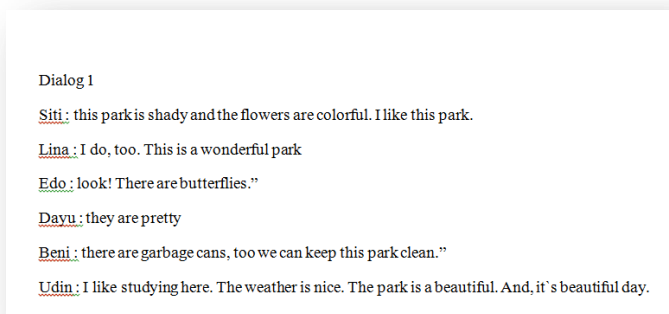 Dialog 1
Siti : this park is shady and the flowers are colorful. I like this park.
Lina : I do, too. This is a wonderful park
Edo : look! There are butterflies.”
Dayu : they are pretty
Beni : there are garbage cans, too we can keep this park clean.”
Udin : I like studying here. The weather is nice. The park is a beautiful. And, it`s beautiful day.